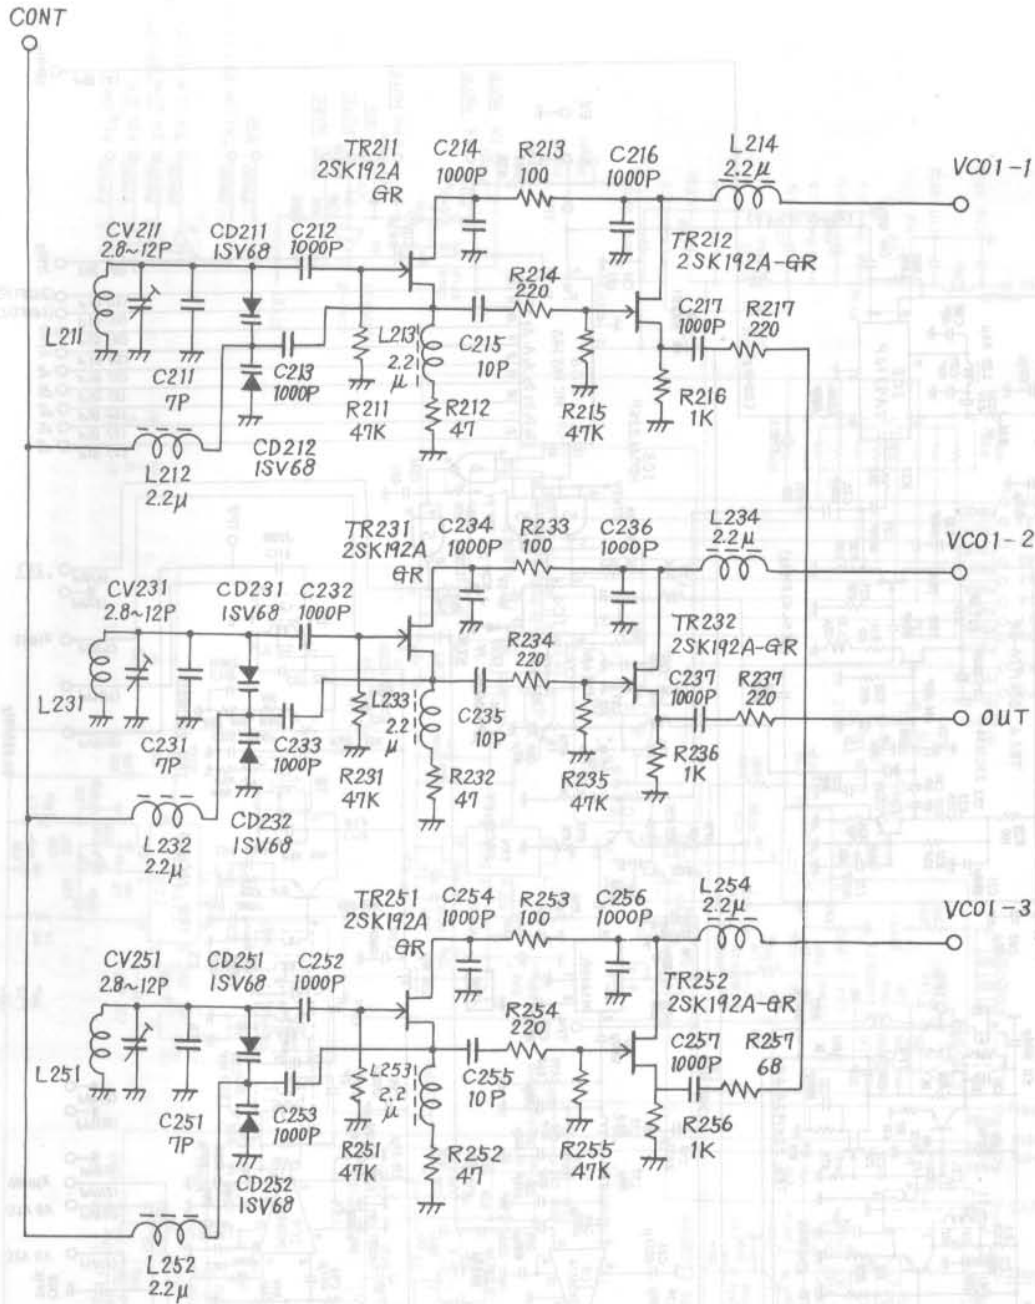 CONT
L214
2.2μ
VC01-1
TR211
2SK192A
GR
C214
1000P
R213
100
C216
1000P
TR212
2SK192A-GR
CV211
2.8~12P
CD211
1SV68
C212
1000P
R214
220
C217
1000P
R217
220
L211
C211
7P
C213
1000P
L213
2.2
μ
C215
10P
R211
47K
R212
47
R215
47K
R216
1K
CD212
1SV68
L212
2.2μ
TR231
2SK192A
GR
C234
1000P
R233
100
C236
1000P
L234
2.2μ
VC01-2
CV231
2.8~12P
CD231
1SV68
C232
1000P
TR232
2SK192A-GR
R234
220
C237
1000P
R237
220
L231
C231
7P
C233
1000P
L233
2.2
μ
C235
10P
OUT
R231
47K
R232
47
R235
47K
R236
1K
CD232
1SV68
L232
2.2μ
TR251
2SK192A
GR
C254
1000P
R253
100
C256
1000P
L254
2.2μ
VC01-3
CV251
2.8~12P
CD251
1SV68
C252
1000P
TR252
2SK192A-GR
R254
220
C257
1000P
R257
68
L251
C251
7P
C253
1000P
L253
2.2
μ
C255
10P
R251
47K
R252
47
R255
47K
R256
1K
CD252
1SV68
L252
2.2μ